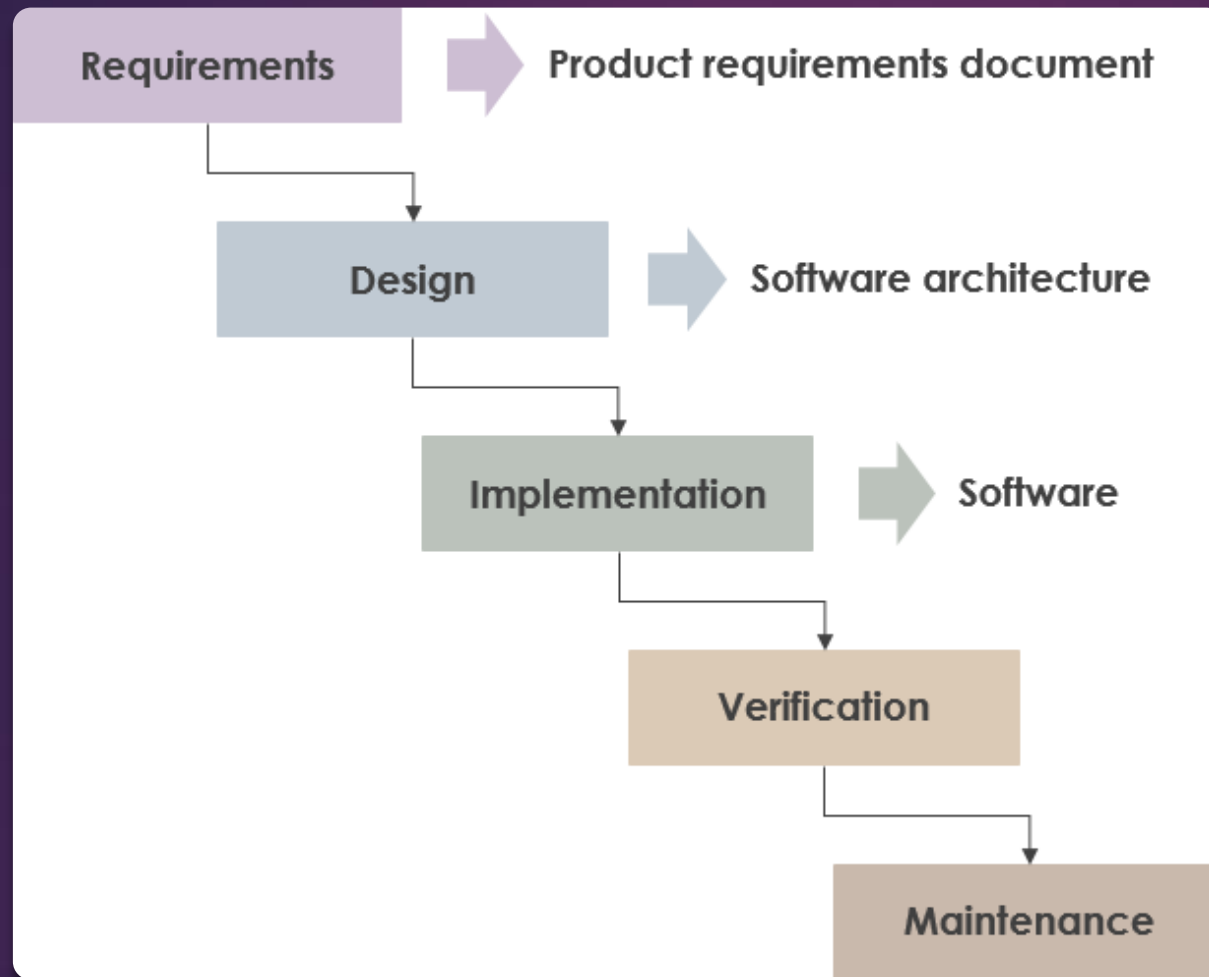 Requirements
Product requirements document
Design
Software architecture
Implementation
Software
Verification
Maintenance